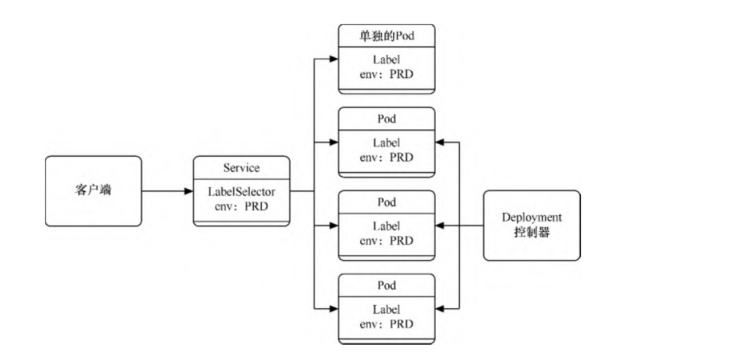 单独的Pod
Label
env: PRD
Pod
Label
env: PRD
客户端
Service
LabelSelector
env: PRD
Pod
Label
env: PRD
Deployment
控制器
Pod
Label
env: PRD